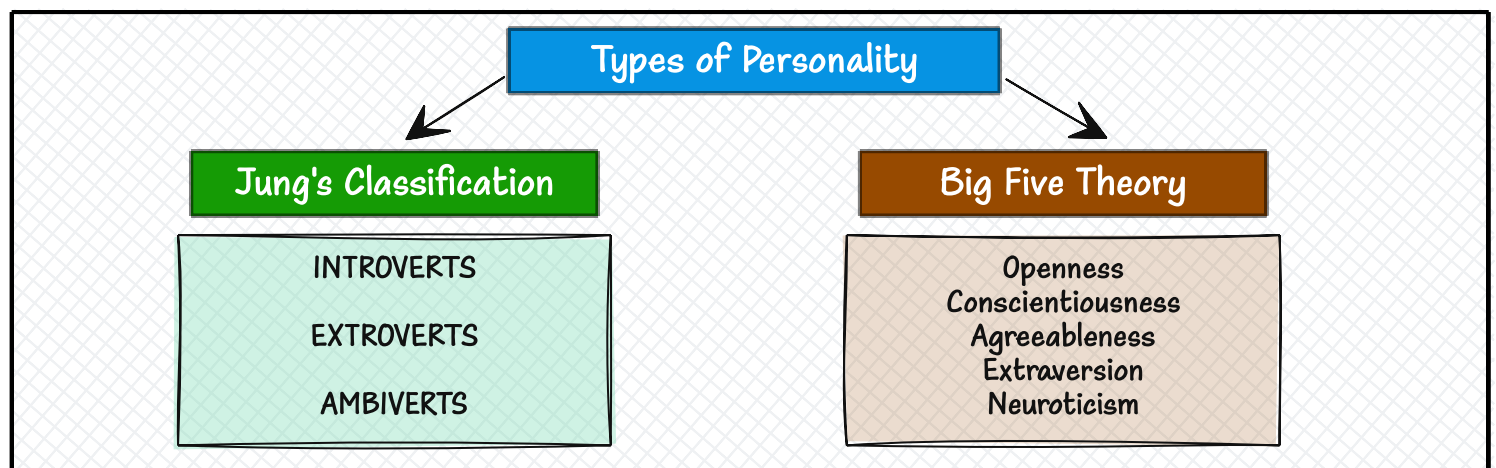 Types of Personality
Jung's Classification
INTROVERTS
EXTROVERTS
AMBIVERTS
Big Five Theory
Openness
Conscientiousness
Agreeableness
Extraversion
Neuroticism